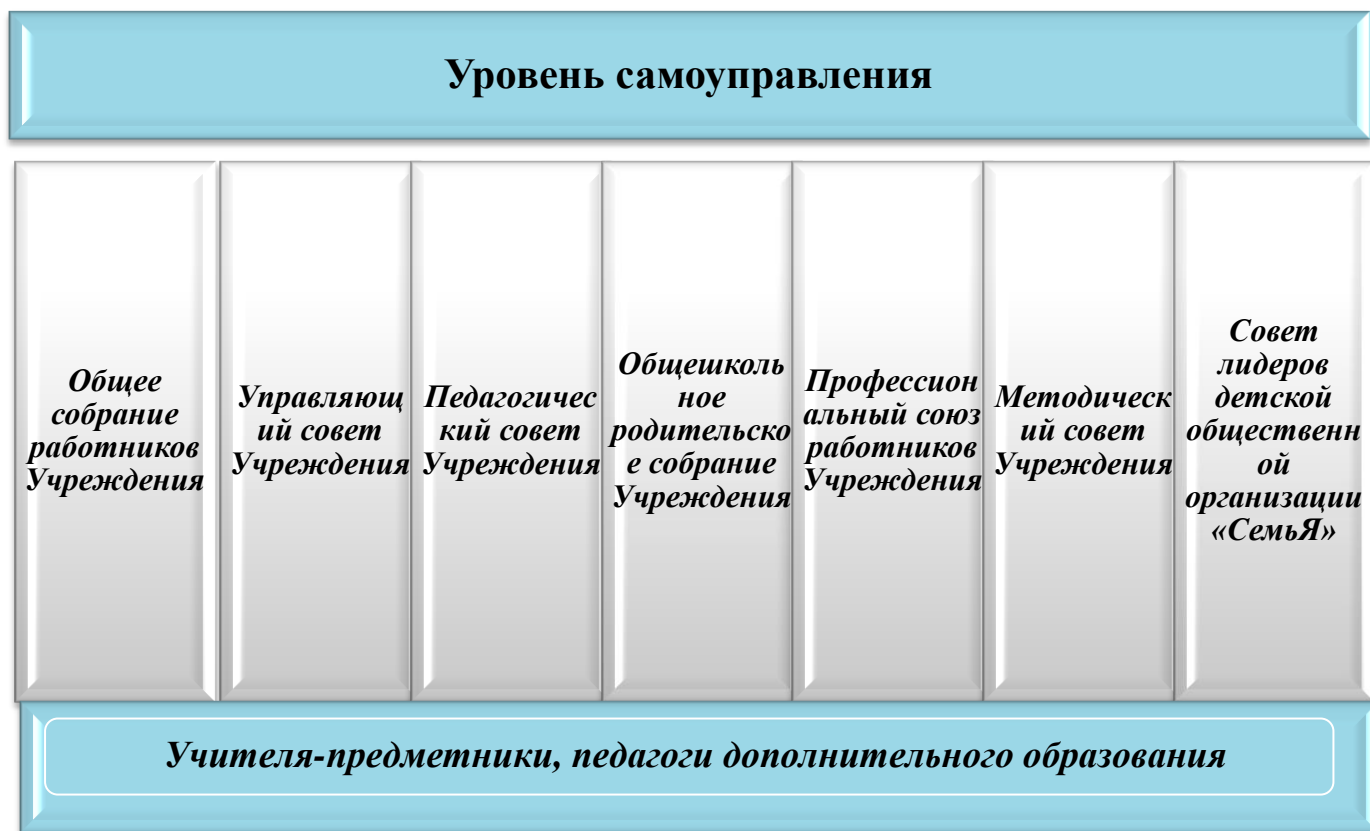 Уровень самоуправления
Общее
собрание
работников
Учреждения
Управляющ
ий совет
Учреждения
Педагогичес
кий совет
Учреждения
Общешколь
ное
родительско
е собрание
Учреждения
Профессион
альный союз
работников
Учреждения
Методическ
ий совет
Учреждения
Совет
лидеров
детской
общественн
ой
организации
«СемьЯ»
Учителя-предметники, педагоги дополнительного образования